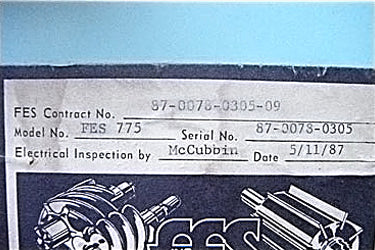 FES Contract No. 87-0078-0305-09
Model No. FES 775 Serial No. 87-0078-0305
Electrical Inspection by McCubbin Date 5/11/87
FES